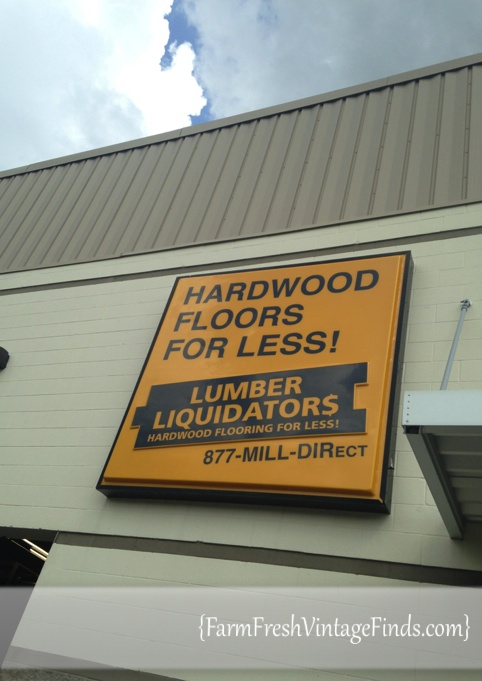 HARDWOOD
FLOORS
FOR LESS!
LUMBER
LIQUIDATOR$
HARDWOOD FLOORING FOR LESS!
877-MILL-DIRECT
{FarmFreshVintageFinds.com}